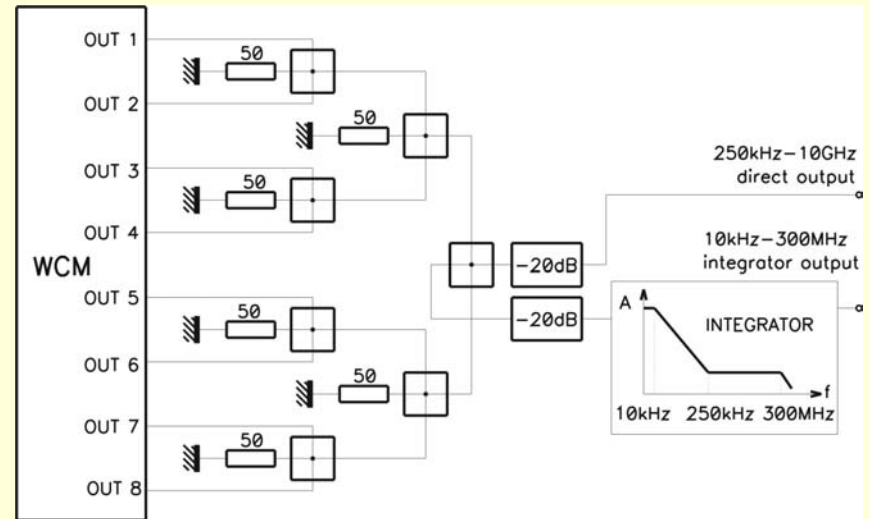 OUT 1
50
OUT 2
50
OUT 3
50
OUT 4
WCM
OUT 5
50
OUT 6
50
OUT 7
50
OUT 8
250kHz-10GHz
direct output
10kHz-300MHz
integrator output
-20dB
-20dB
A
INTEGRATOR
f
10kHz 250kHz 300MHz